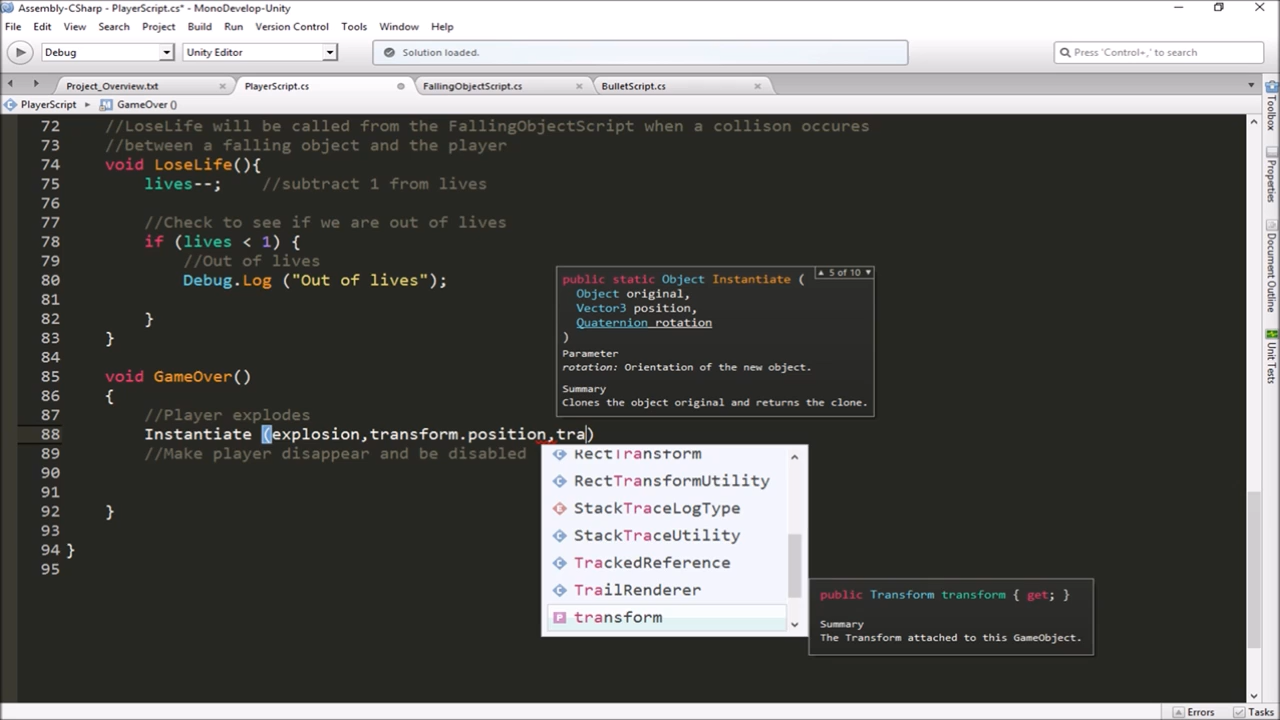 Assembly-CSharp - PlayerScript.cs* - MonoDevelop-Unity
File Edit View Search Project Build Run Version Control Tools Window Help
Debug Unity Editor Solution loaded. Press 'Control+,' to search
Project_Overview.txt PlayerScript.cs FallingObjectScript.cs BulletScript.cs
PlayerScript GameOver ()
72 //LoseLife will be called from the FallingObjectScript when a collison occures
73 //between a falling object and the player
74 void LoseLife(){
75 lives--; //subtract 1 from lives
76
77 //Check to see if we are out of lives
78 if (lives < 1) {
79 //Out of lives
80 Debug.Log ("Out of lives");
81
82 }
83 }
84
85 void GameOver()
86 {
87 //Player explodes
88 Instantiate (explosion,transform.position,tra)
89 //Make player disappear and be disabled
90
91
92 }
93
94 }
95
5 of 10
public static Object Instantiate (
Object original,
Vector3 position,
Quaternion rotation
)
Parameter
rotation: Orientation of the new object.
Summary
Clones the object original and returns the clone.
RectTransform
RectTransformUtility
StackTraceLogType
StackTraceUtility
TrackedReference
TrailRenderer
transform
public Transform transform { get; }
Summary
The Transform attached to this GameObject.
Toolbox
Properties
Document Outline
Unit Tests
Errors Tasks